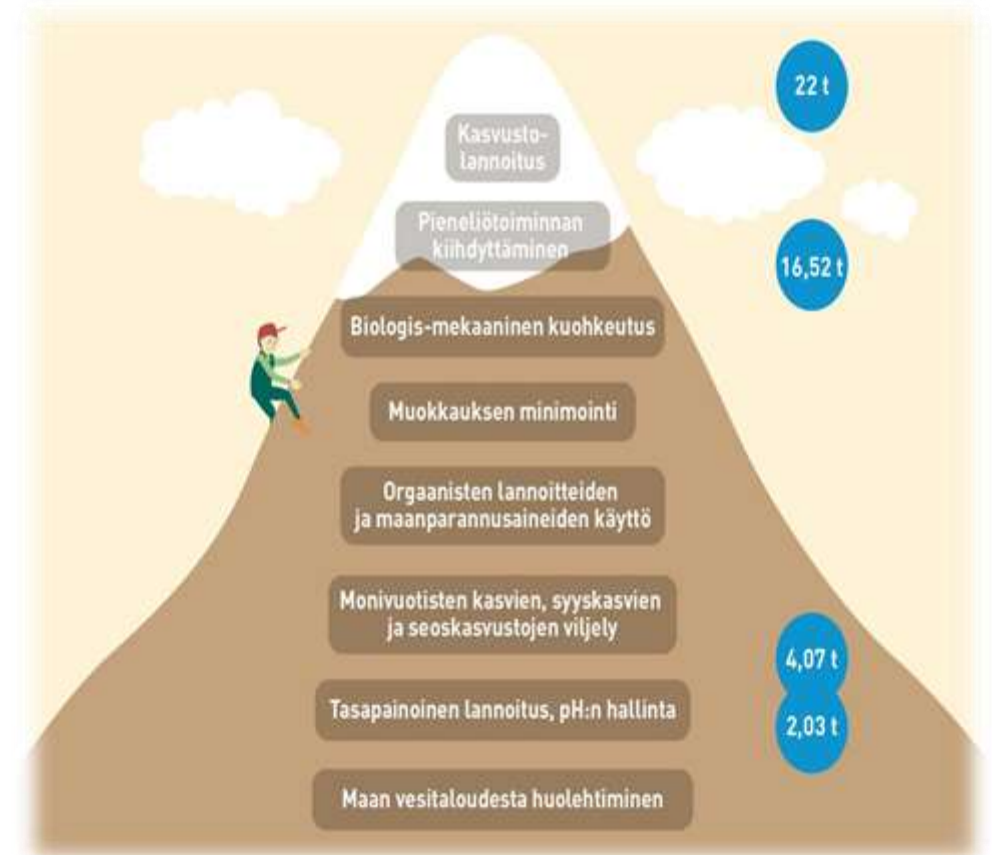 22 t
Kasvusto-
lannoitus
Pieneliötoiminnan
kiihdyttäminen
16,52 t
Biologis-mekaaninen kuohkeutus
Muokkauksen minimointi
Orgaanisten lannoitteiden
ja maanparannusaineiden käyttö
Monivuotisten kasvien, syyskasvien
ja seoskasvustojen viljely
4,07 t
Tasapainoinen lannoitus, pH:n hallinta
2,03 t
Maan vesitaloudesta huolehtiminen